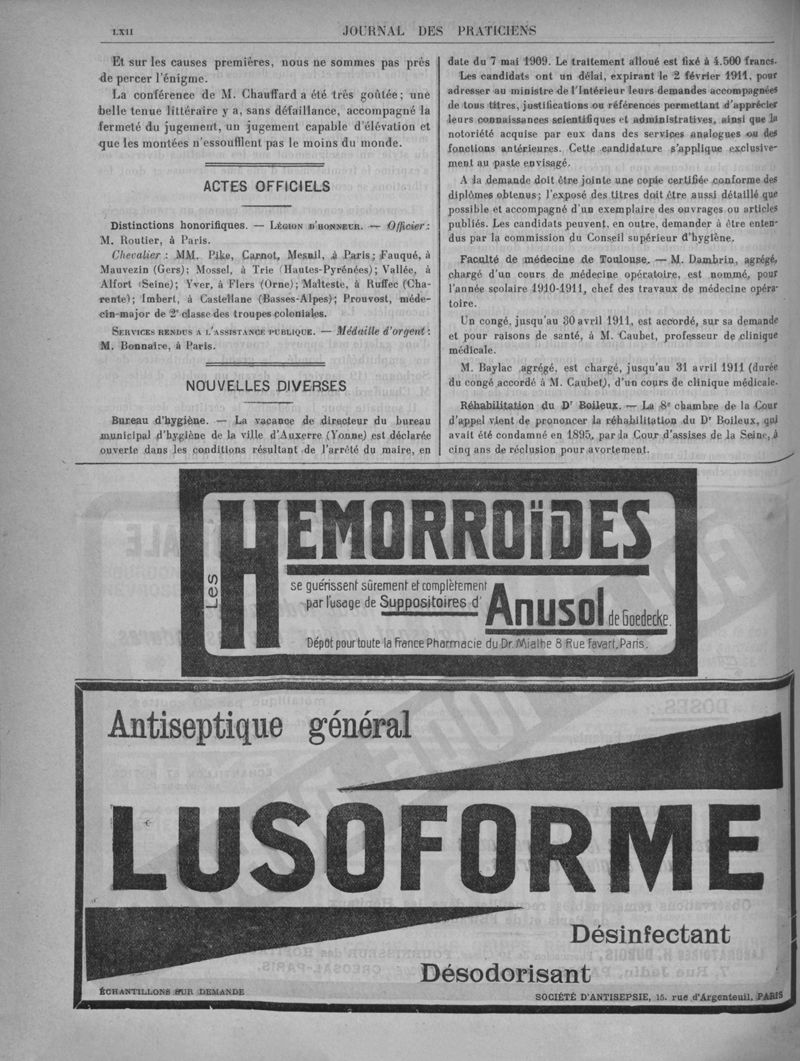 LXII
JOURNAL DES PRATICIENS
Et sur les causes premières, nous ne sommes pas près
de percer l'énigme.
La conférence de M. Chauffard a été très goûtée; une
belle tenue littéraire y a, sans défaillance, accompagné la
fermeté du jugement, un jugement capable d'élévation et
que les montées n'essoufflent pas le moins du monde.
ACTES OFFICIELS
Distinctions honorifiques. — LÉGION D'HONNEUR. — Officier:
M. Routier, à Paris.
Chevalier : MM. Pike, Carnot, Mesnil, à Paris; Fauqué, à
Mauvezin (Gers); Mossel, à Trie (Hautes-Pyrénées); Vallée, à
Alfort (Seine); Yver, à Flers (Orne); Malteste, à Ruffec (Cha-
rente); Imbert, à Castellane (Basses-Alpes); Prouvost, méde-
cin-major de 2e classe des troupes coloniales.
SERVICES RENDUS A L'ASSISTANCE PUBLIQUE. — Médaille d'argent:
M. Bonnaire, à Paris.
NOUVELLES DIVERSES
Bureau d'hygiène. — La vacance de directeur du bureau
municipal d'hygiène de la ville d'Auxerre (Yonne) est déclarée
ouverte dans les conditions résultant de l'arrêté du maire, en
date du 7 mai 1909. Le traitement alloué est fixé à 4.500 francs.
Les candidats ont un délai, expirant le 2 février 1911, pour
adresser au ministre de l'Intérieur leurs demandes accompagnées
de tous titres, justifications ou références permettant d'apprécier
leurs connaissances scientifiques et administratives, ainsi que la
notoriété acquise par eux dans des services analogues ou des
fonctions antérieures. Cette candidature s'applique exclusive-
ment au paste envisagé.
A la demande doit être jointe une copie certifiée conforme des
diplômes obtenus; l'exposé des titres doit être aussi détaillé que
possible et accompagné d'un exemplaire des ouvrages ou articles
publiés. Les candidats peuvent, en outre, demander à être enten-
dus par la commission du Conseil supérieur d'hygiène.
Faculté de médecine de Toulouse. — M. Dambrin, agrégé,
chargé d'un cours de médecine opératoire, est nommé, pour
l'année scolaire 1910-1911, chef des travaux de médecine opéra-
toire.
Un congé, jusqu'au 30 avril 1911, est accordé, sur sa demande
et pour raisons de santé, à M. Caubet, professeur de clinique
médicale.
M. Baylac agrégé, est chargé, jusqu'au 31 avril 1911 (durée
du congé accordé à M. Caubet), d'un cours de clinique médicale.
Réhabilitation du Dr Boileux. — La 8e chambre de la Cour
d'appel vient de prononcer la réhabilitation du Dr Boileux, qui
avait été condamné en 1895, par la Cour d'assises de la Seine, à
cinq ans de réclusion pour avortement.
Les HEMORROÏDES
se guérissent sûrement et complètement
par l'usage de Suppositoires d'Anusol de Goedecke.
Dépôt pour toute la France Pharmacie du Dr. Mialhe 8 Rue Favart, Paris.
Antiseptique général
LUSOFORME
Désinfectant
Désodorisant
ÉCHANTILLONS SUR DEMANDE
SOCIÉTÉ D'ANTISEPSIE, 15, rue d'Argenteuil, PARIS